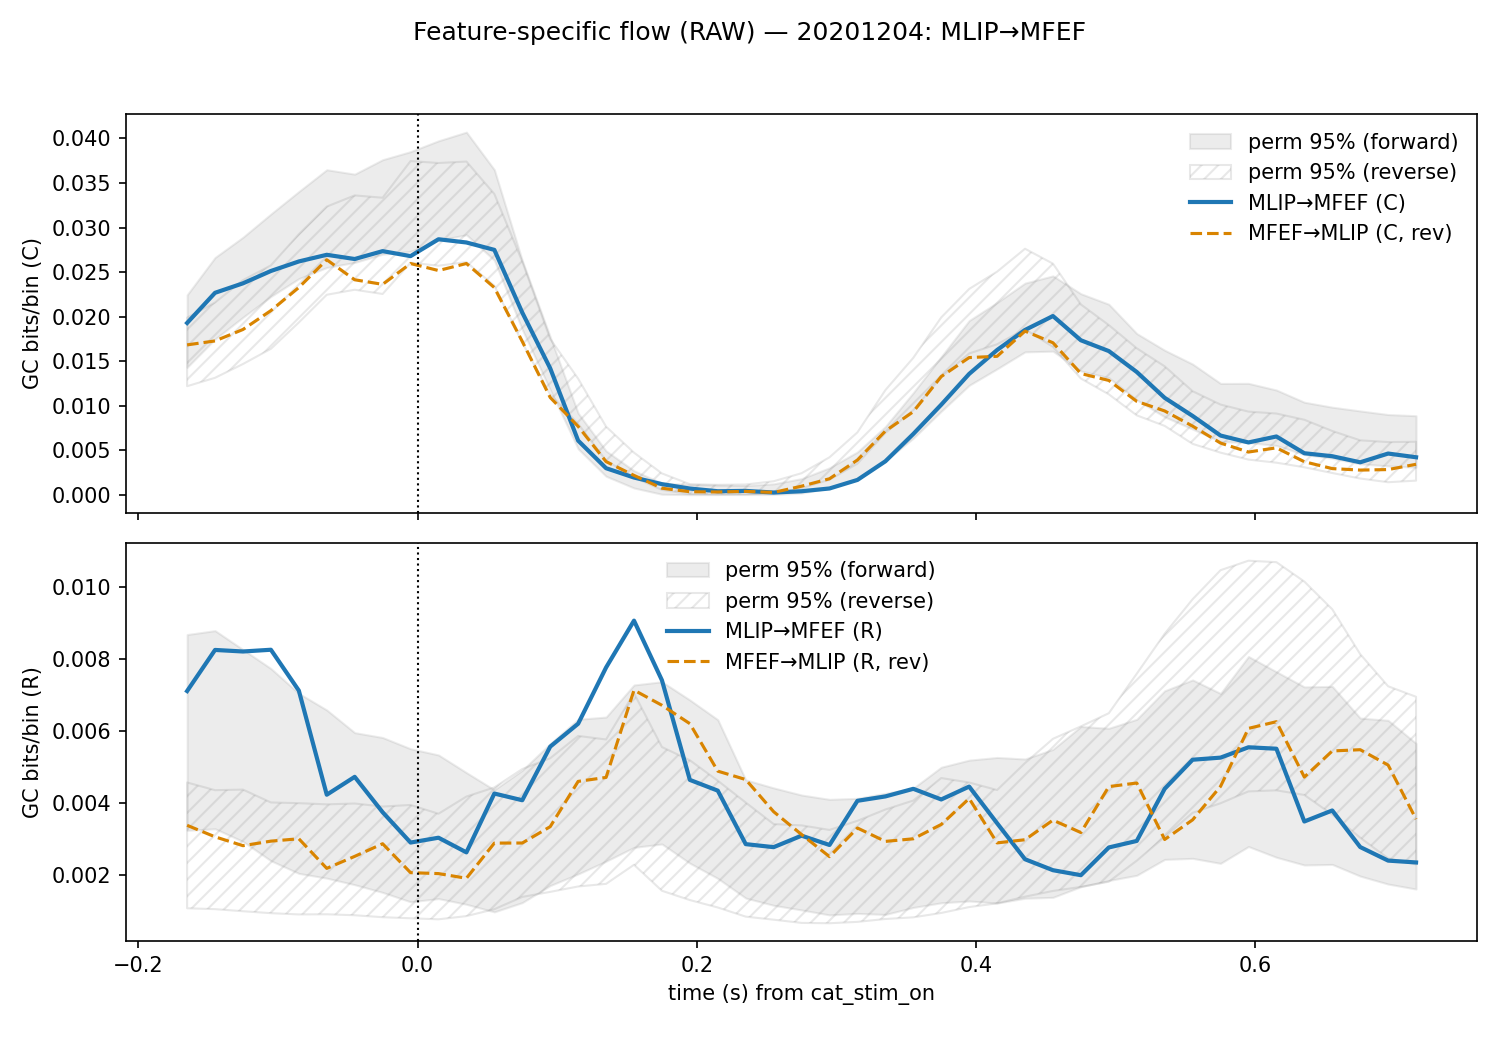 Feature-specific flow (RAW) — 20201204: MLIP→MFEF
GC bits/bin (C)
0.040
0.035
0.030
0.025
0.020
0.015
0.010
0.005
0.000
perm 95% (forward)
perm 95% (reverse)
MLIP→MFEF (C)
MFEF→MLIP (C, rev)
GC bits/bin (R)
0.010
0.008
0.006
0.004
0.002
perm 95% (forward)
perm 95% (reverse)
MLIP→MFEF (R)
MFEF→MLIP (R, rev)
−0.2 0.0 0.2 0.4 0.6
time (s) from cat_stim_on